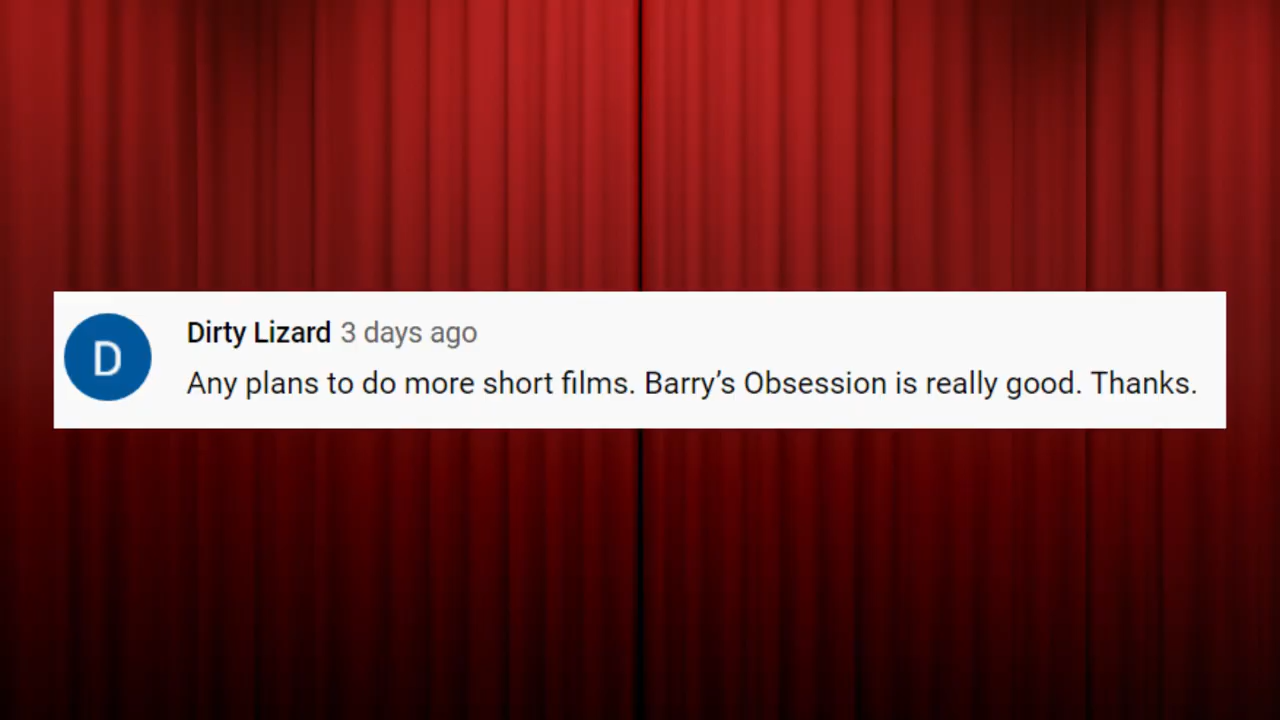 D
Dirty Lizard 3 days ago
Any plans to do more short films. Barry’s Obsession is really good. Thanks.